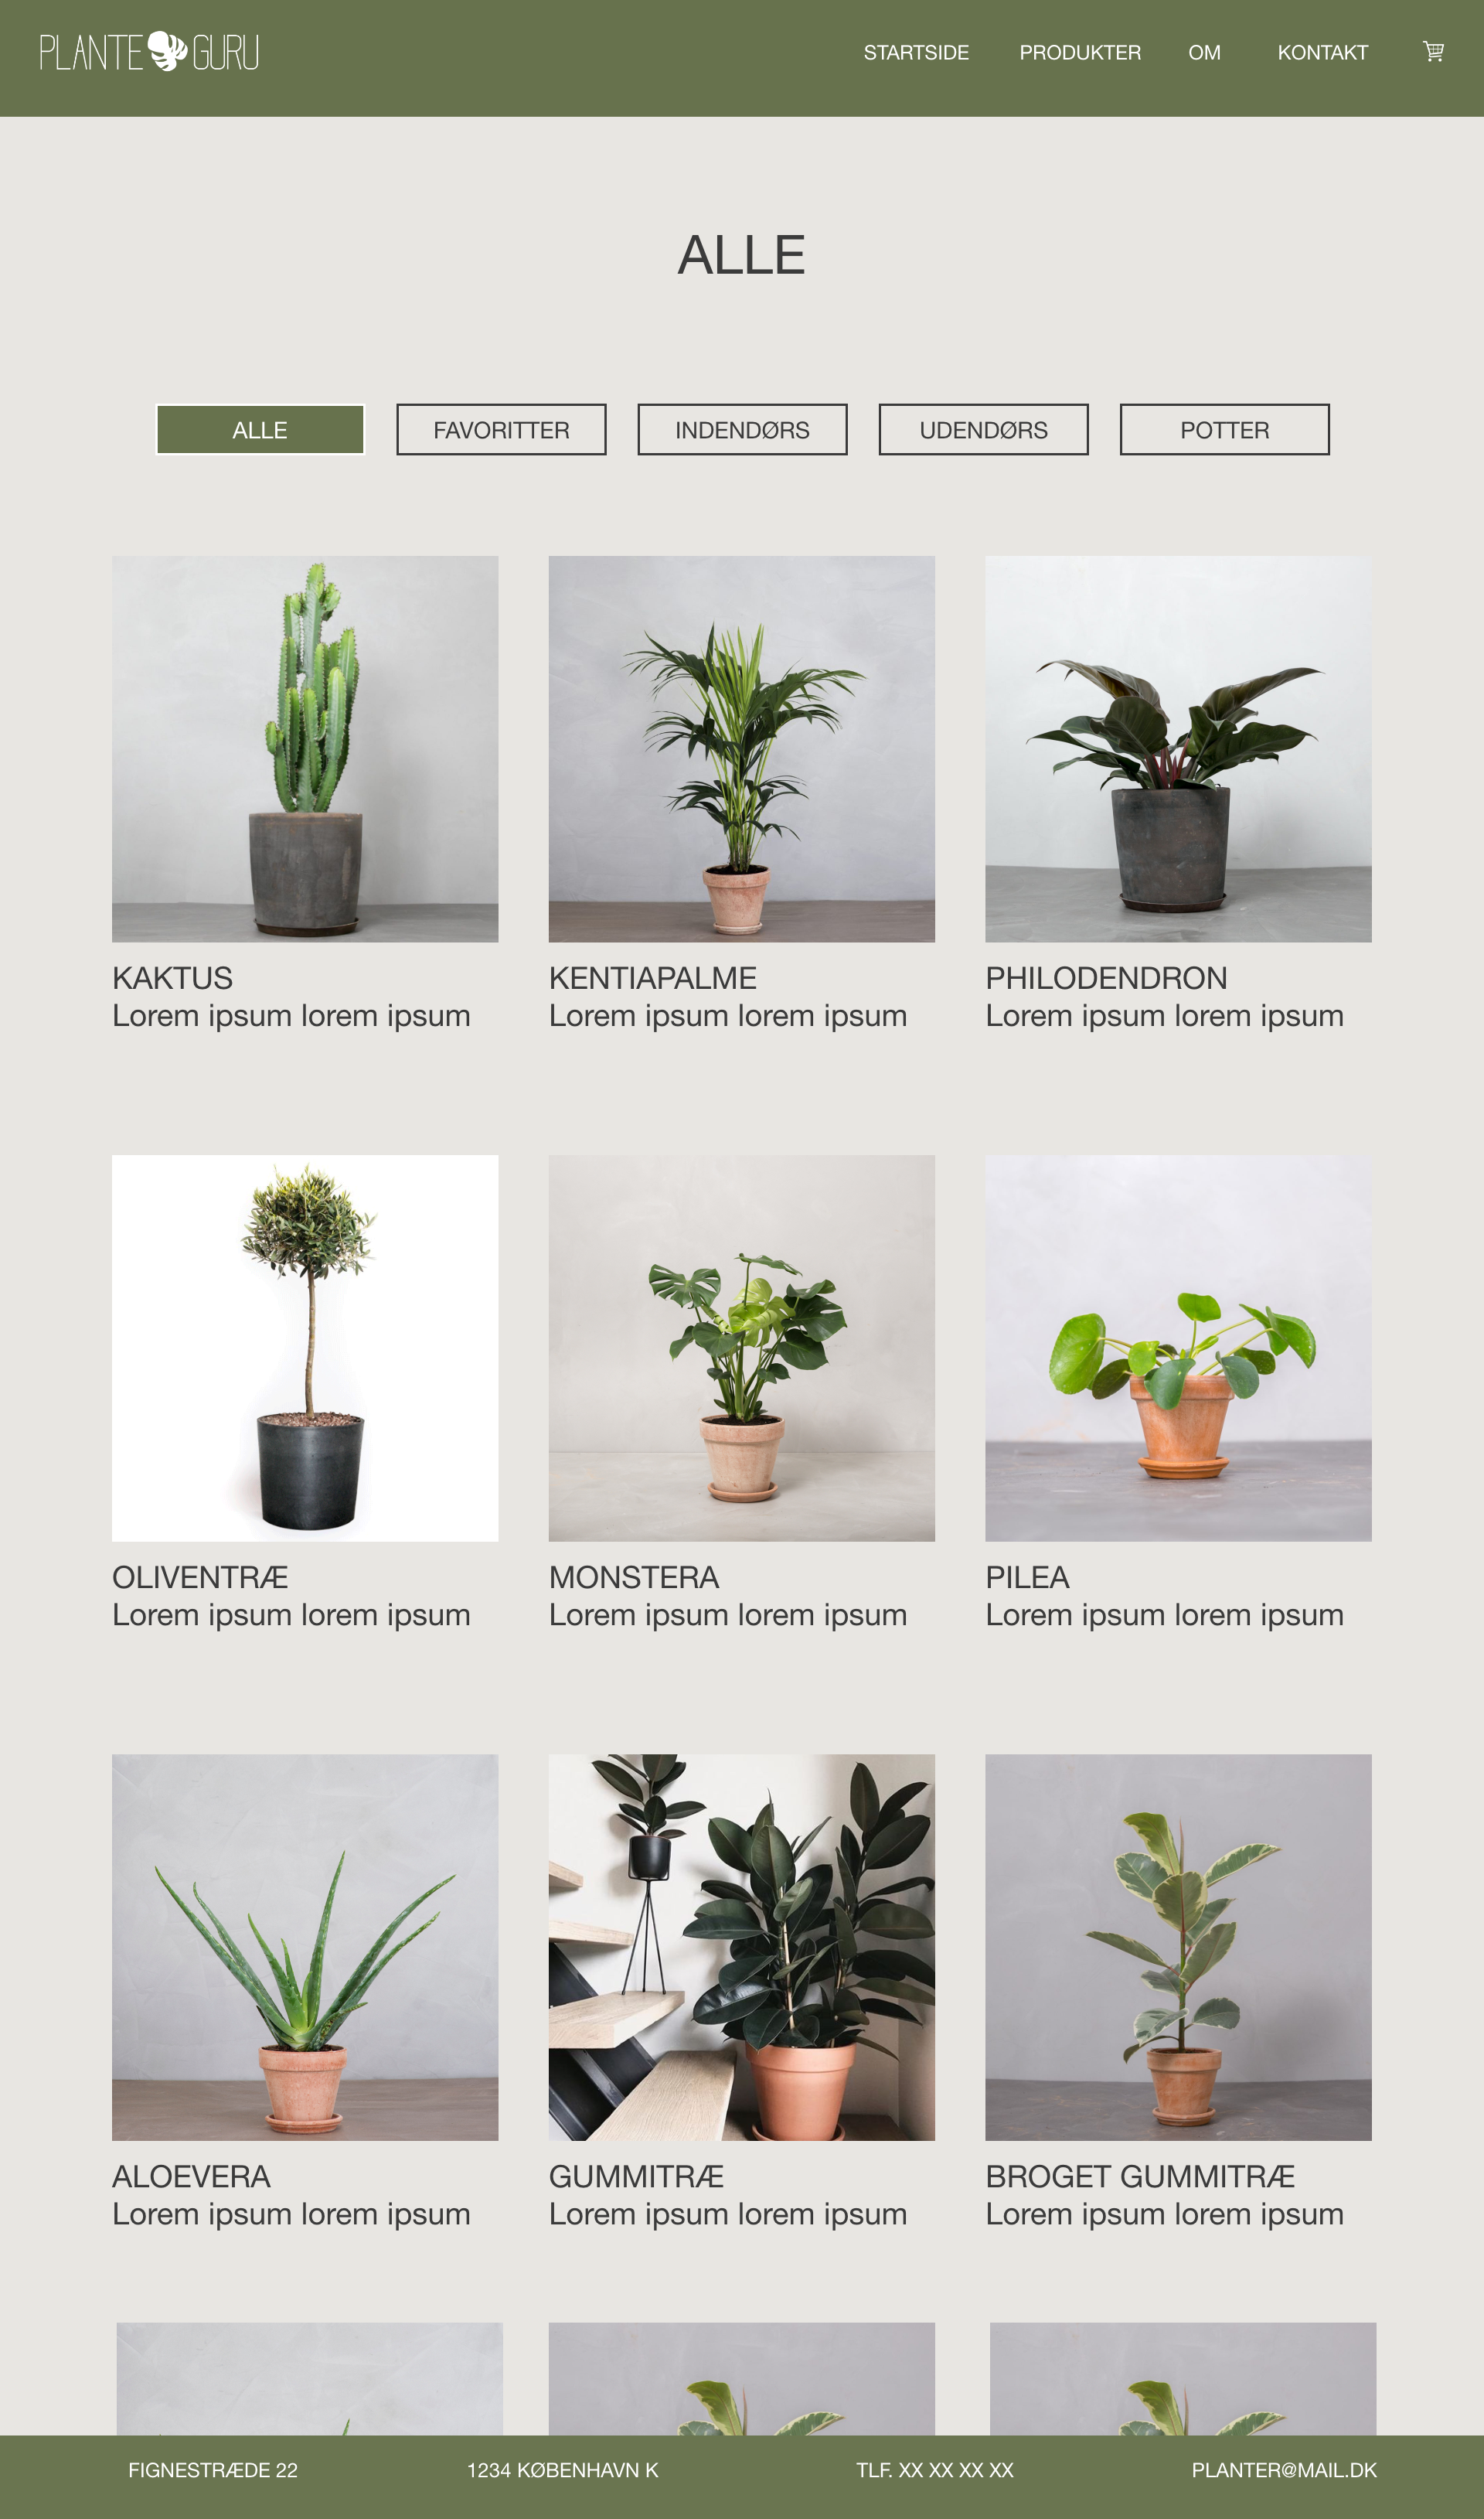 PLANTE GURU
STARTSIDE PRODUKTER OM KONTAKT
ALLE
ALLE FAVORITTER INDENDØRS UDENDØRS POTTER
KAKTUS
Lorem ipsum lorem ipsum
KENTIAPALME
Lorem ipsum lorem ipsum
PHILODENDRON
Lorem ipsum lorem ipsum
OLIVENTRÆ
Lorem ipsum lorem ipsum
MONSTERA
Lorem ipsum lorem ipsum
PILEA
Lorem ipsum lorem ipsum
ALOEVERA
Lorem ipsum lorem ipsum
GUMMITRÆ
Lorem ipsum lorem ipsum
BROGET GUMMITRÆ
Lorem ipsum lorem ipsum
FIGNESTRÆDE 22 1234 KØBENHAVN K TLF. XX XX XX XX PLANTER@MAIL.DK